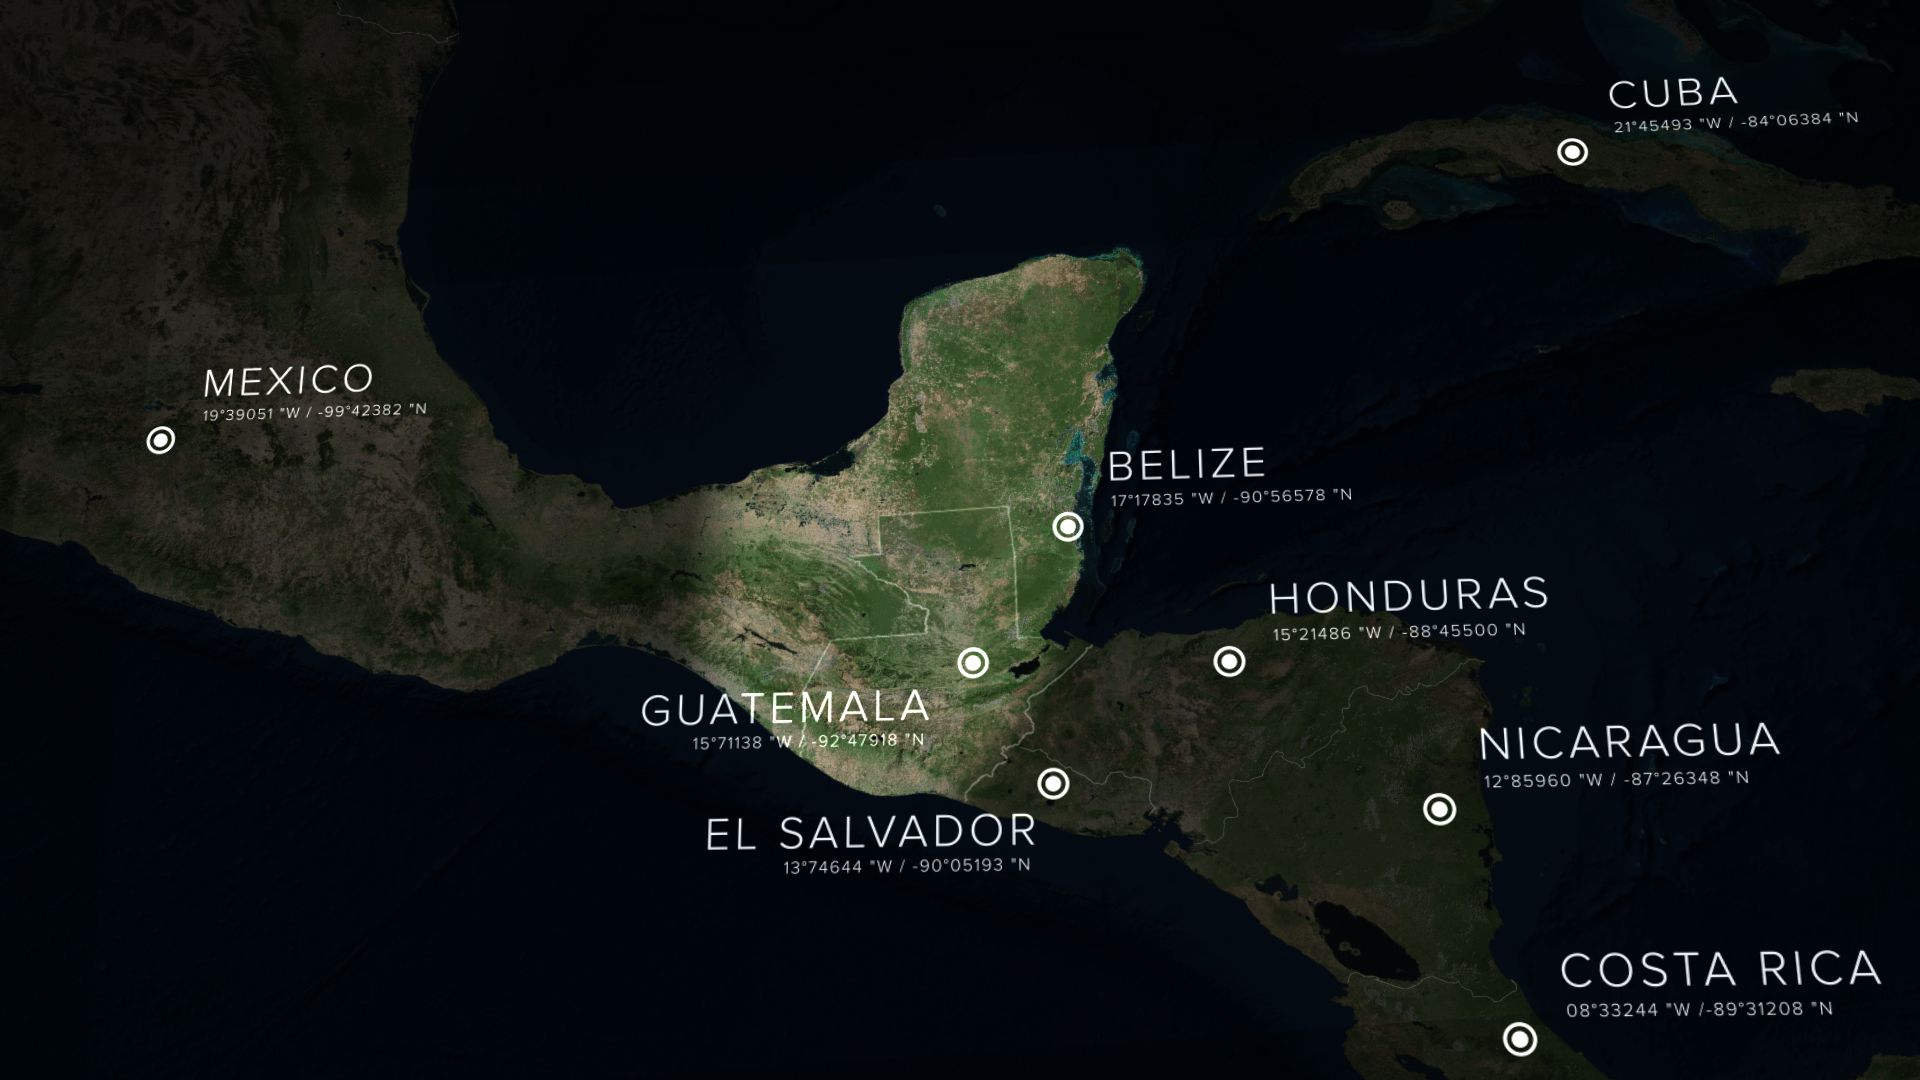 CUBA
21°45493 "W / -84°06384 "N
MEXICO
19°39051 "W / -99°42382 "N
BELIZE
17°17835 "W / -90°56578 "N
HONDURAS
15°21486 "W / -88°45500 "N
GUATEMALA
15°71138 "W / -92°47918 "N
NICARAGUA
12°85960 "W / -87°26348 "N
EL SALVADOR
13°74644 "W / -90°05193 "N
COSTA RICA
08°33244 "W /-89°31208 "N